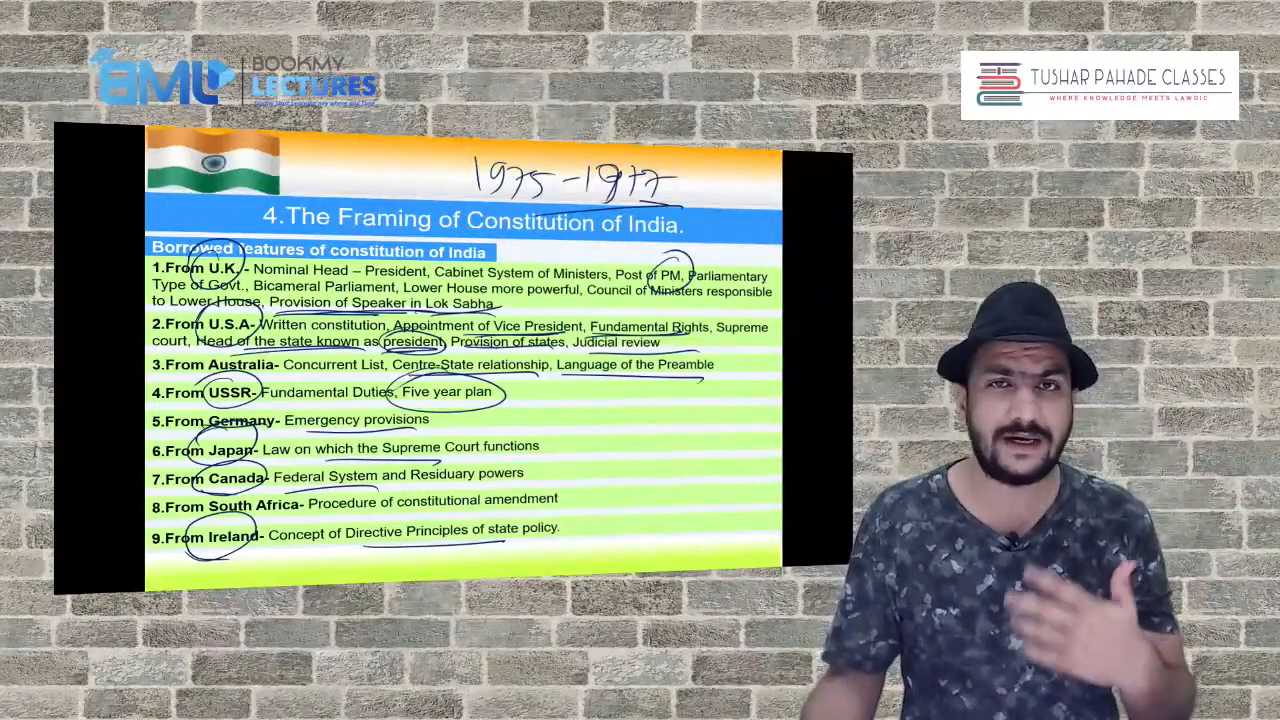 BML BOOKMY
LECTURES
TUSHAR PAHADE CLASSES
WHERE KNOWLEDGE MEETS LAWGIC
1975-1977
4.The Framing of Constitution of India.
Borrowed features of constitution of India
1.From U.K. - Nominal Head – President, Cabinet System of Ministers, Post of PM, Parliamentary
Type of Govt., Bicameral Parliament, Lower House more powerful, Council of Ministers responsible
to Lower House, Provision of Speaker in Lok Sabha
2.From U.S.A- Written constitution, Appointment of Vice President, Fundamental Rights, Supreme
court, Head of the state known as president, Provision of states, Judicial review
3.From Australia- Concurrent List, Centre-State relationship, Language of the Preamble
4.From USSR- Fundamental Duties, Five year plan
5.From Germany- Emergency provisions
6.From Japan- Law on which the Supreme Court functions
7.From Canada- Federal System and Residuary powers
8.From South Africa- Procedure of constitutional amendment
9.From Ireland- Concept of Directive Principles of state policy.